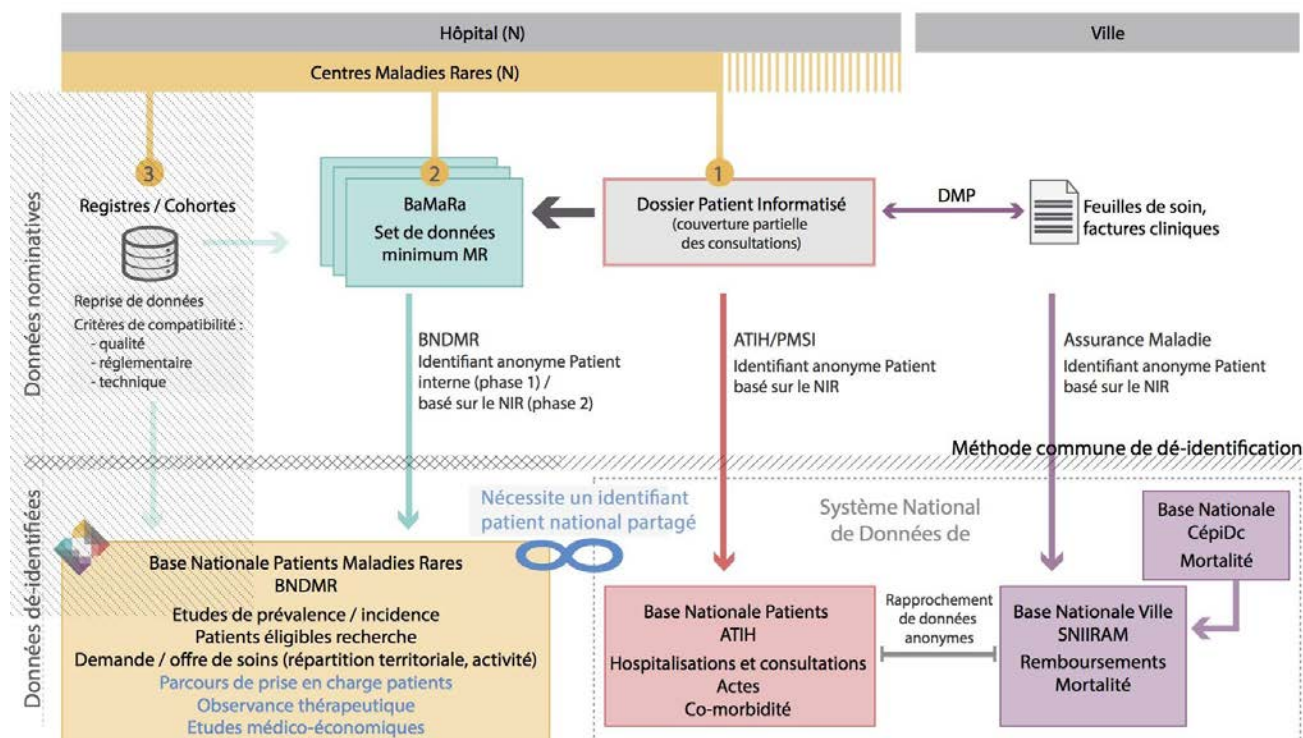 Hôpital (N)
Ville
Centres Maladies Rares (N)
Données nominatives
3
Registres / Cohortes
Reprise de données
Critères de compatibilité :
- qualité
- réglementaire
- technique
2
BaMaRa
Set de données
minimum MR
1
Dossier Patient Informatisé
(couverture partielle
des consultations)
DMP
Feuilles de soin,
factures cliniques
BNDMR
Identifiant anonyme Patient
interne (phase 1) /
basé sur le NIR (phase 2)
ATIH/PMSI
Identifiant anonyme Patient
basé sur le NIR
Assurance Maladie
Identifiant anonyme Patient
basé sur le NIR
Méthode commune de dé-identification
Données dé-identifiées
Nécessite un identifiant
patient national partagé
Système National
de Données de
Base Nationale
CépiDc
Mortalité
Base Nationale Patients Maladies Rares
BNDMR
Etudes de prévalence / incidence
Patients éligibles recherche
Demande / offre de soins (répartition territoriale, activité)
Parcours de prise en charge patients
Observance thérapeutique
Etudes médico-économiques
Base Nationale Patients
ATIH
Hospitalisations et consultations
Actes
Co-morbidité
Rapprochement
de données
anonymes
Base Nationale Ville
SNIIRAM
Remboursements
Mortalité